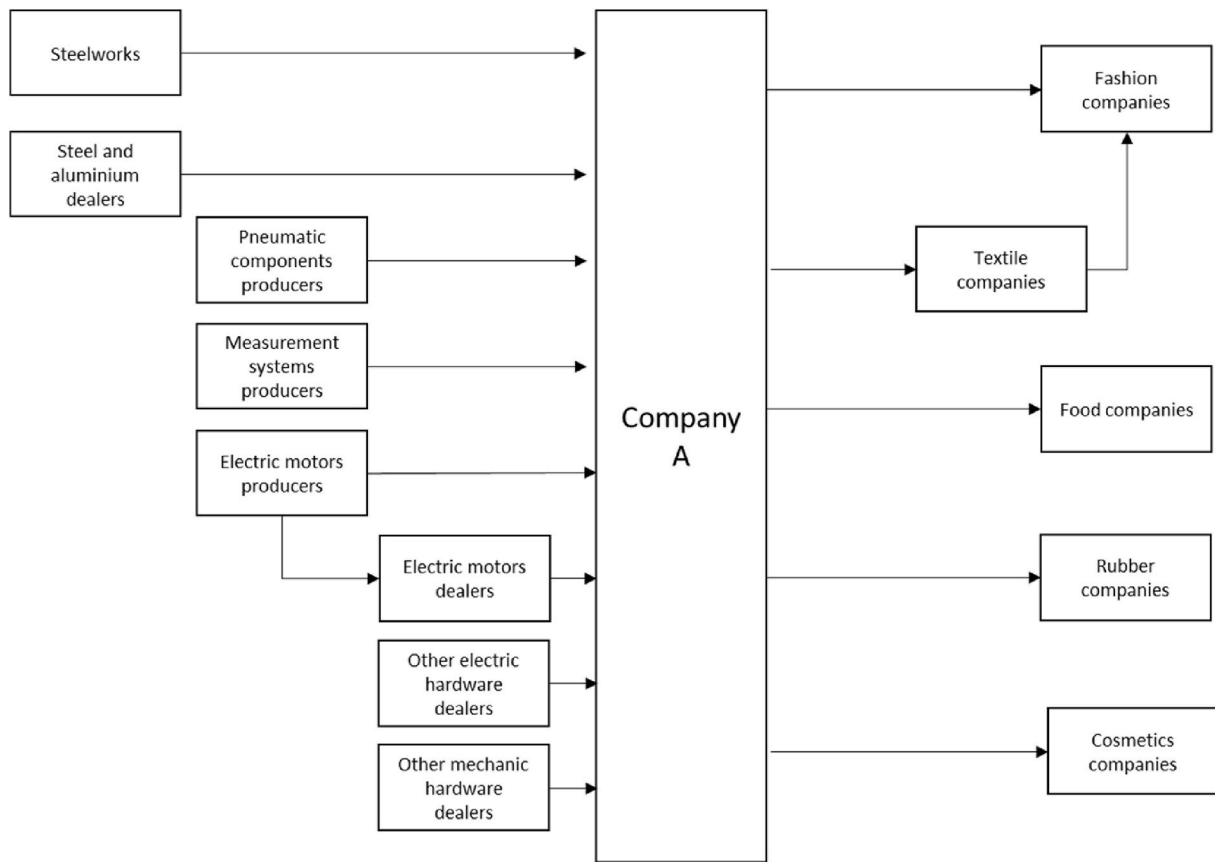 Steelworks
Steel and
aluminium
dealers
Pneumatic
components
producers
Measurement
systems
producers
Electric motors
producers
Electric motors
dealers
Other electric
hardware
dealers
Other mechanic
hardware
dealers
Company
A
Fashion
companies
Textile
companies
Food companies
Rubber
companies
Cosmetics
companies